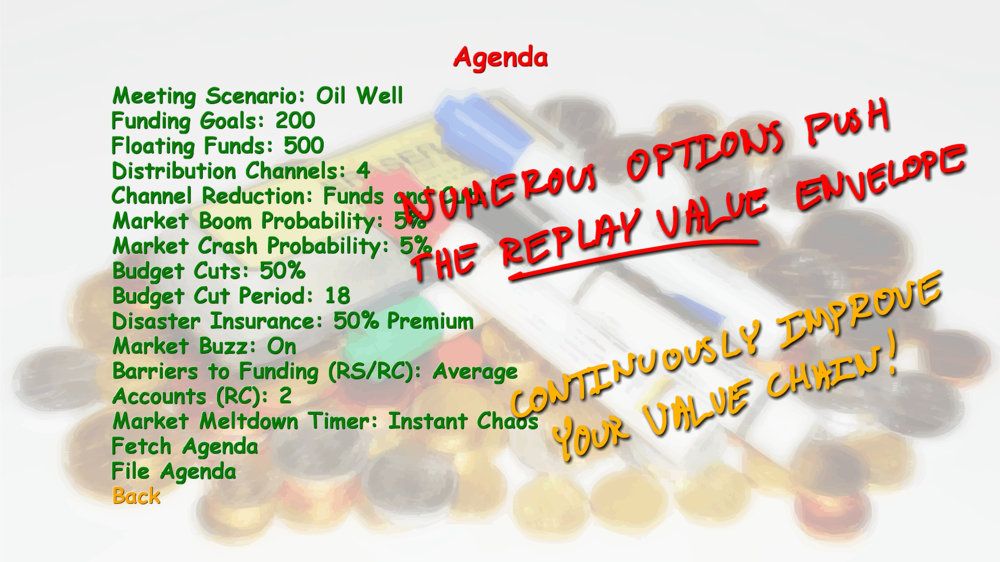 Agenda
Meeting Scenario: Oil Well
Funding Goals: 200
Floating Funds: 500
Distribution Channels: 4
Channel Reduction: Funds and Cuts
Market Boom Probability: 5%
Market Crash Probability: 5%
Budget Cuts: 50%
Budget Cut Period: 18
Disaster Insurance: 50% Premium
Market Buzz: On
Barriers to Funding (RS/RC): Average
Accounts (RC): 2
Market Meltdown Timer: Instant Chaos
Fetch Agenda
File Agenda
Back
NUMEROUS OPTIONS PUSH
THE REPLAY VALUE ENVELOPE
CONTINUOUSLY IMPROVE
YOUR VALUE CHAIN!